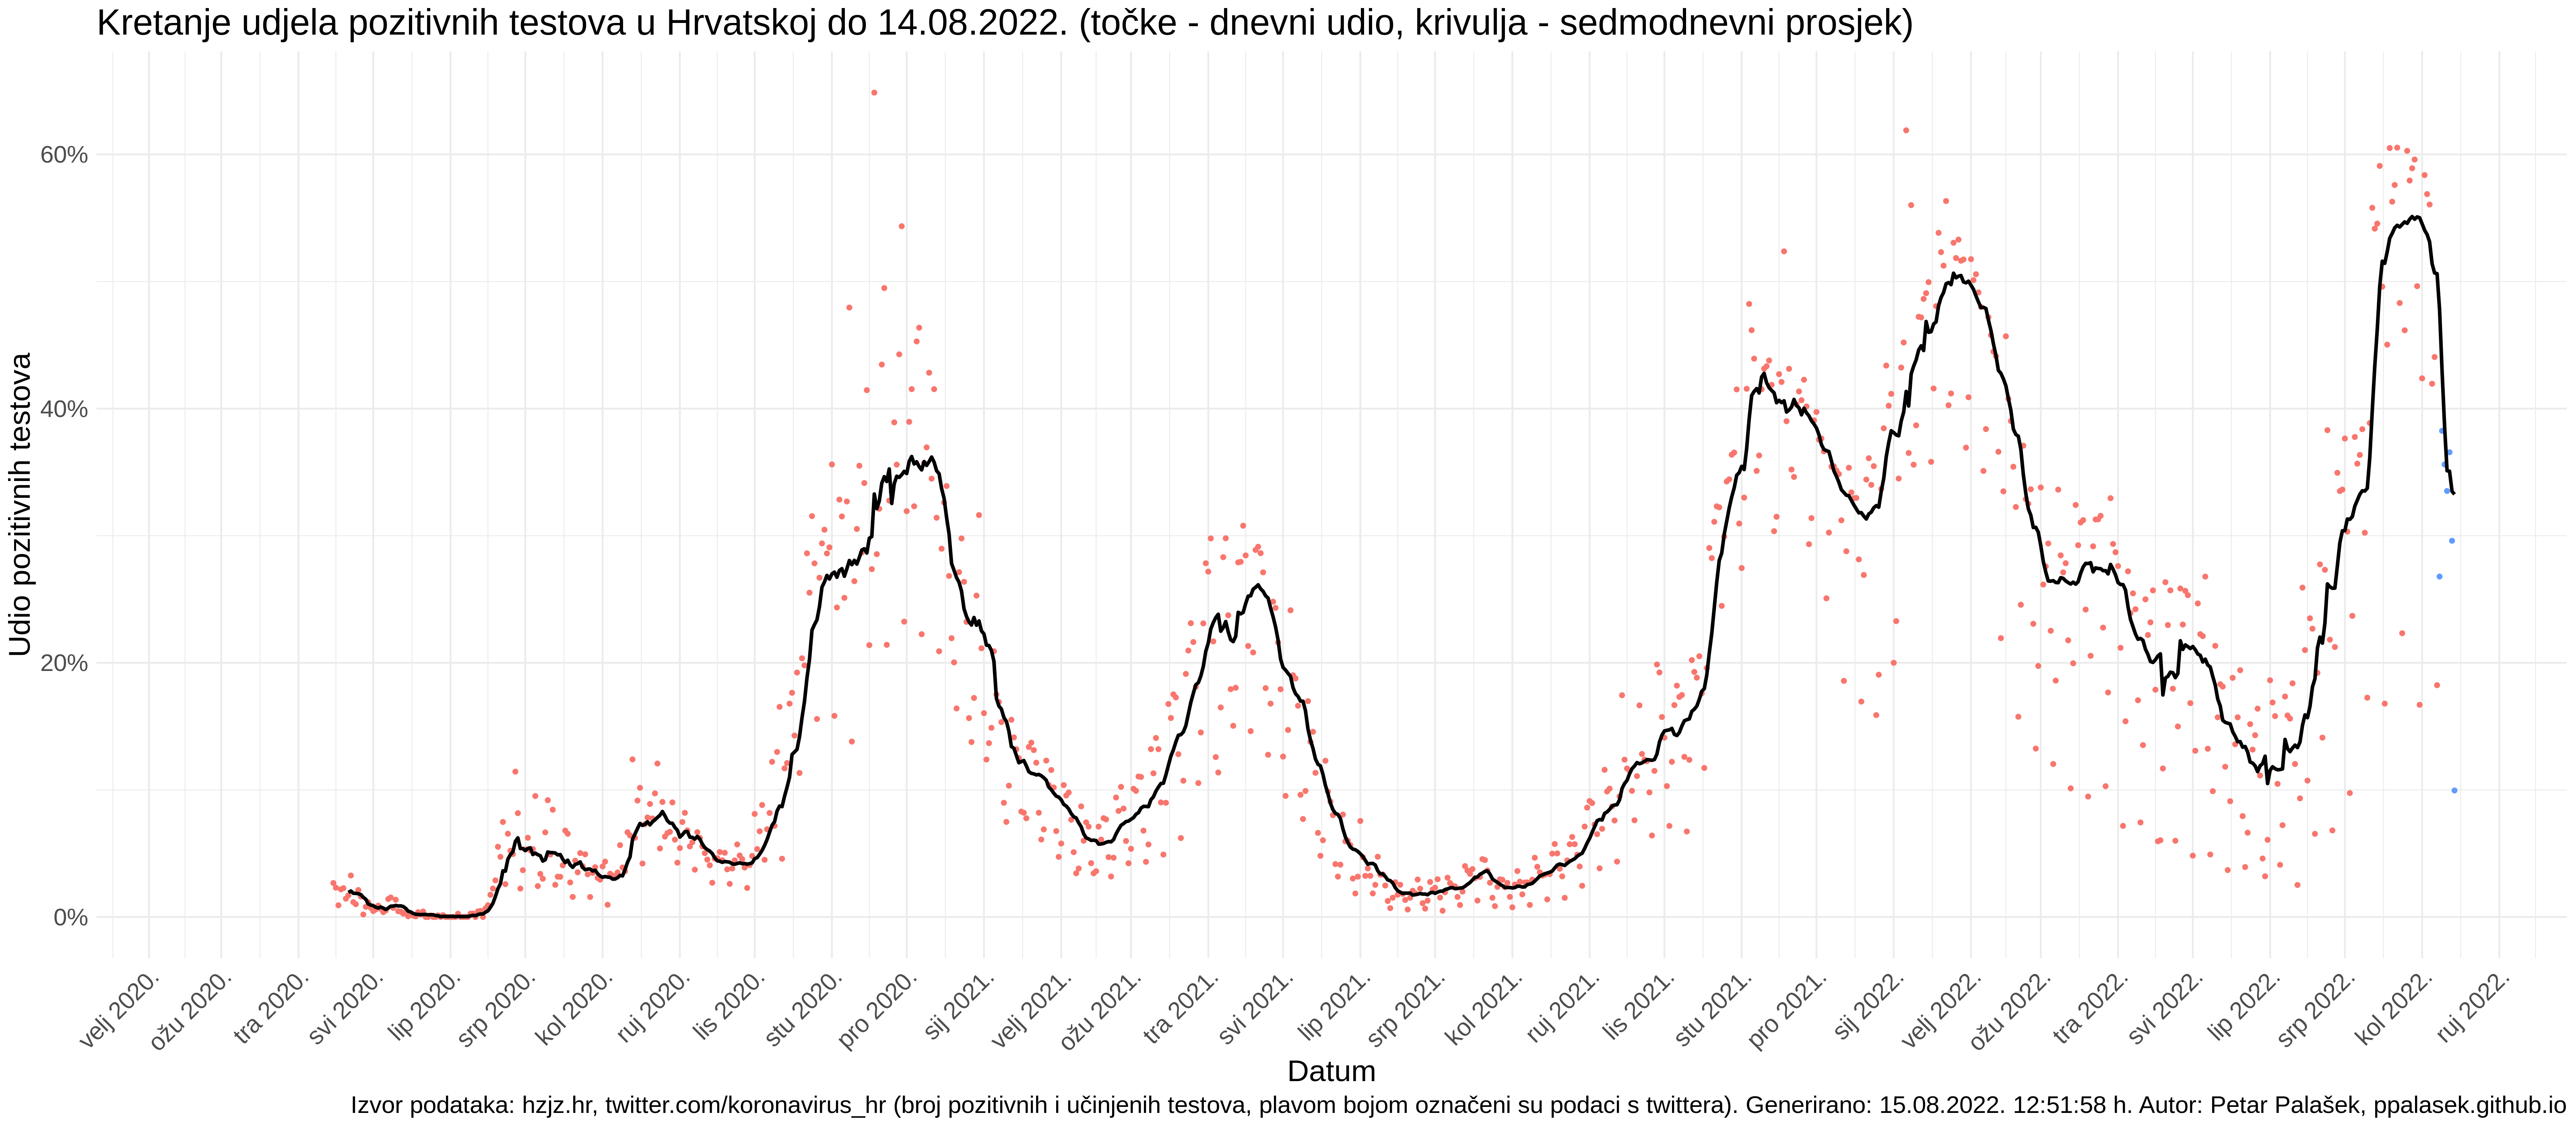 Kretanje udjela pozitivnih testova u Hrvatskoj do 14.08.2022. (točke - dnevni udio, krivulja - sedmodnevni prosjek)
Udio pozitivnih testova
60%
40%
20%
0%
velj 2020.
ožu 2020.
tra 2020.
svi 2020.
lip 2020.
srp 2020.
kol 2020.
ruj 2020.
lis 2020.
stu 2020.
pro 2020.
sij 2021.
velj 2021.
ožu 2021.
tra 2021.
svi 2021.
lip 2021.
srp 2021.
kol 2021.
ruj 2021.
lis 2021.
stu 2021.
pro 2021.
sij 2022.
velj 2022.
ožu 2022.
tra 2022.
svi 2022.
lip 2022.
srp 2022.
kol 2022.
ruj 2022.
Datum
Izvor podataka: hzjz.hr, twitter.com/koronavirus_hr (broj pozitivnih i učinjenih testova, plavom bojom označeni su podaci s twittera). Generirano: 15.08.2022. 12:51:58 h. Autor: Petar Palašek, ppalasek.github.io